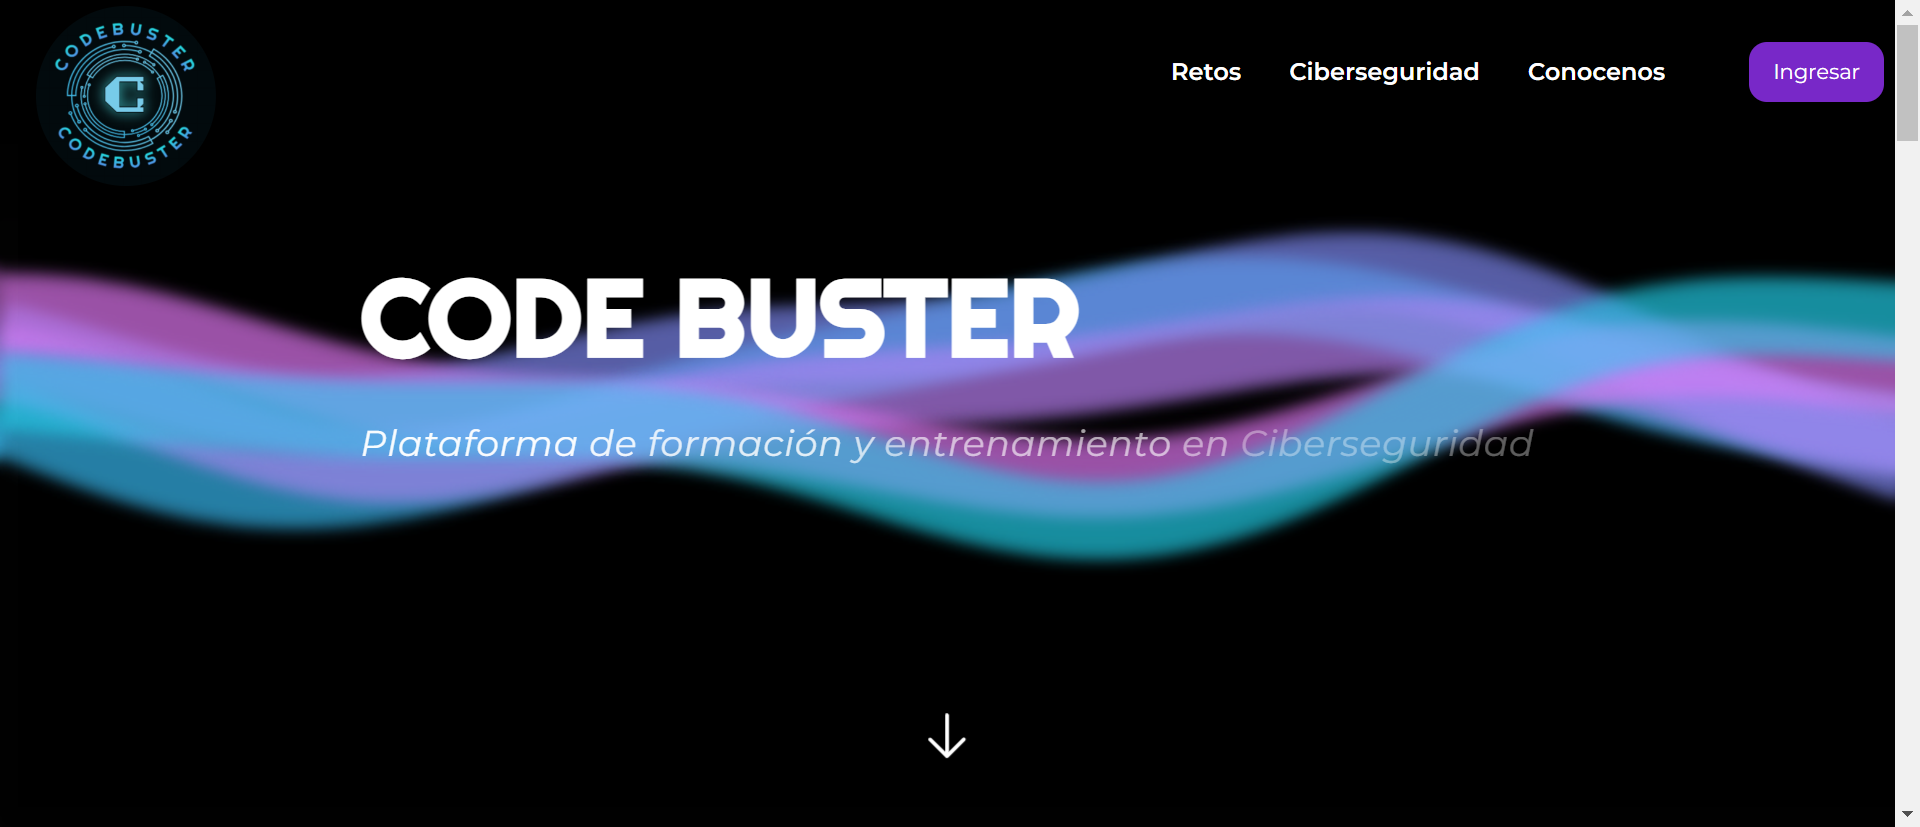 CODEBUSTER
C
CODEBUSTER
Retos Ciberseguridad Conocenos Ingresar
CODE BUSTER
Plataforma de formación y entrenamiento en Ciberseguridad